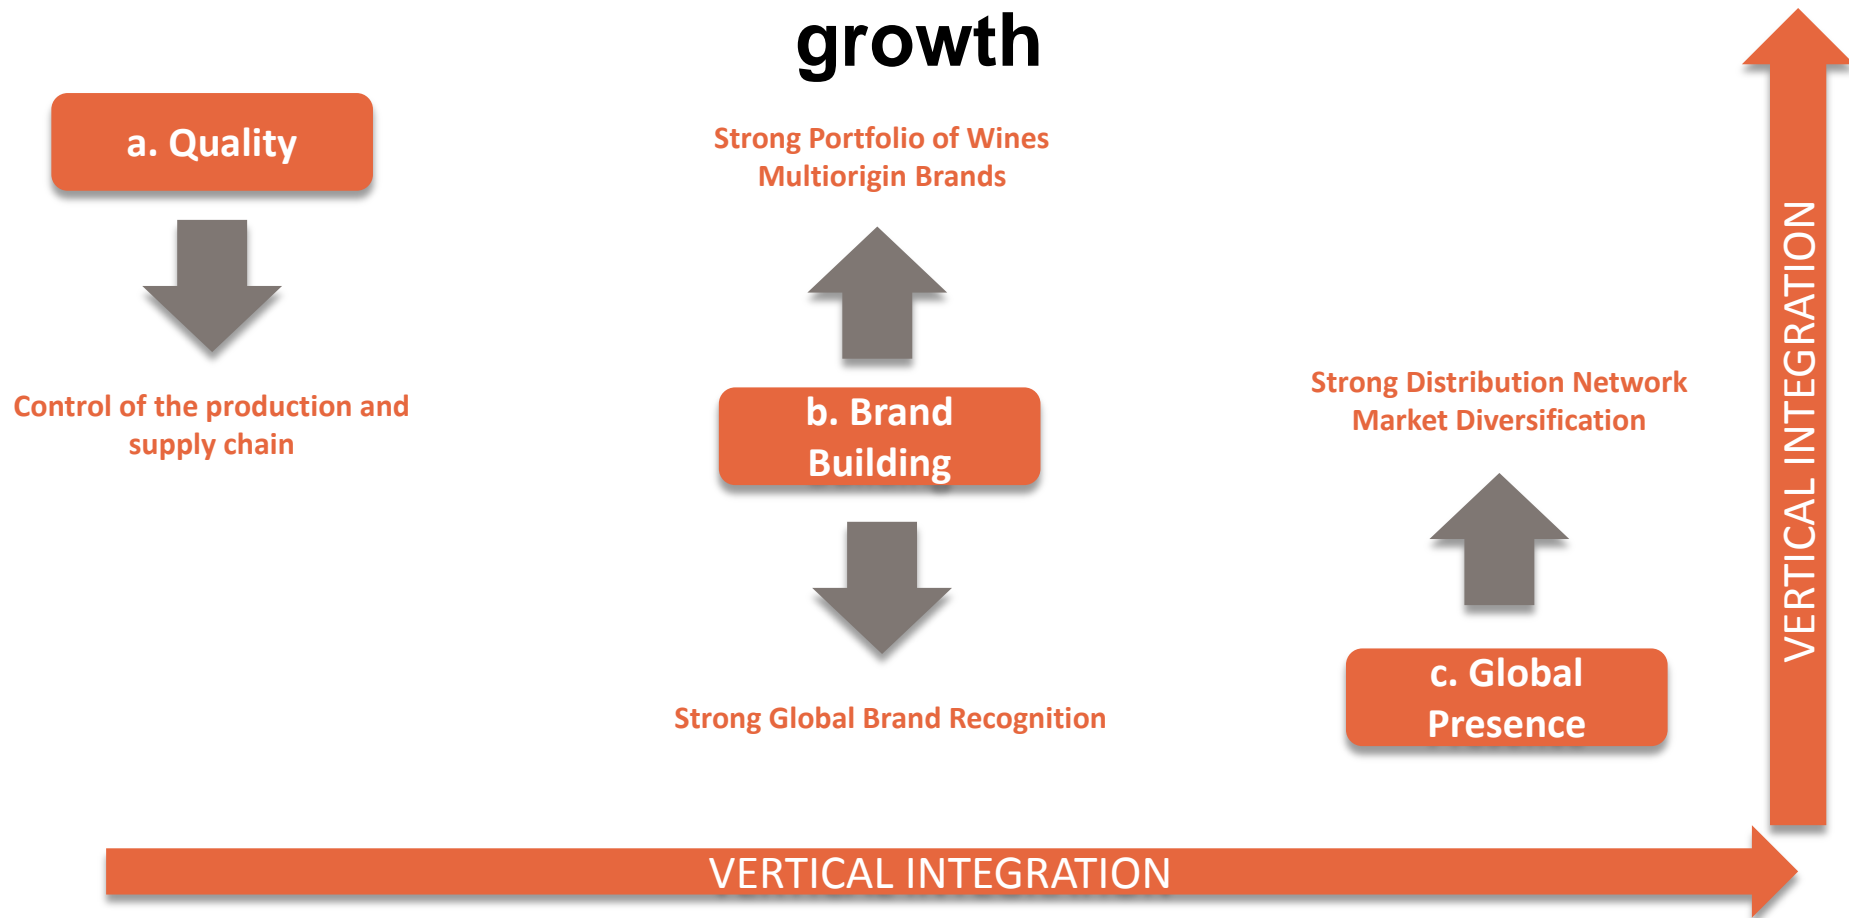 growth
a. Quality
Control of the production and
supply chain
Strong Portfolio of Wines
Multiorigin Brands
b. Brand
Building
Strong Global Brand Recognition
Strong Distribution Network
Market Diversification
c. Global
Presence
VERTICAL INTEGRATION
VERTICAL INTEGRATION